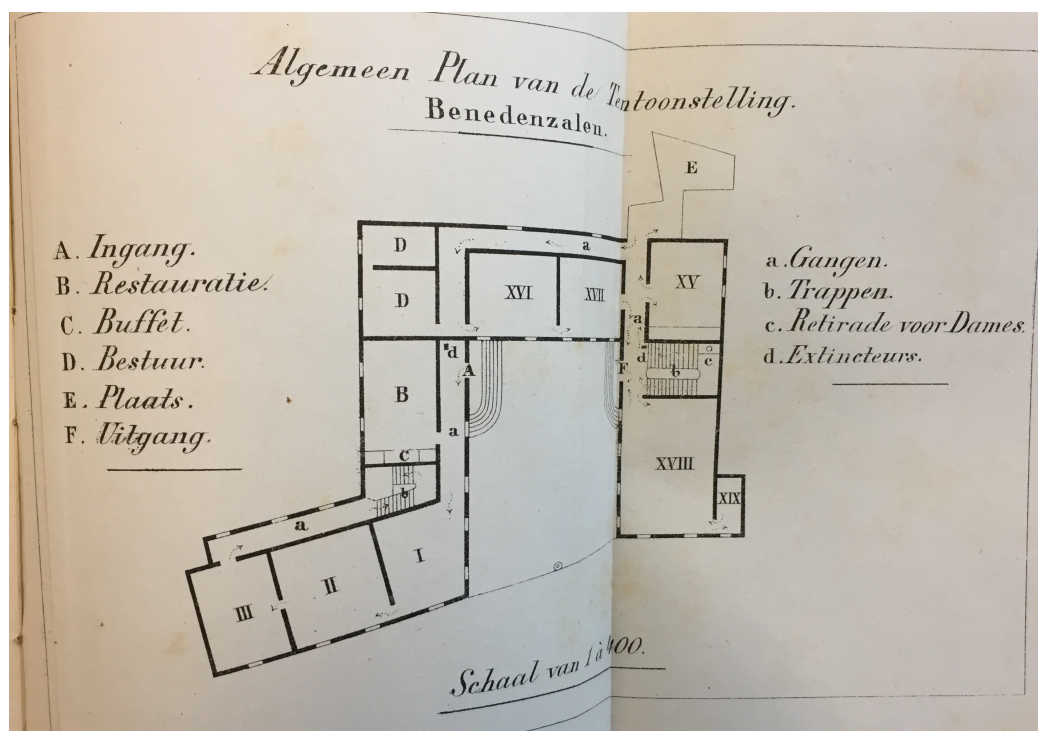 Algemeen Plan van de Tentoonstelling.
Benedenzalen.
A. Ingang.
B. Restauratie.
C. Buffet.
D. Bestuur.
E. Plaats.
F. Uitgang.
a. Gangen.
b. Trappen.
c. Retirade voor Dames.
d. Extincteurs.
E
D
a
D
XVI
XVII
XV
a
d
A
d
F
b
c
B
a
c
b
XVIII
XIX
a
I
II
III
Schaal van 1 à 400.